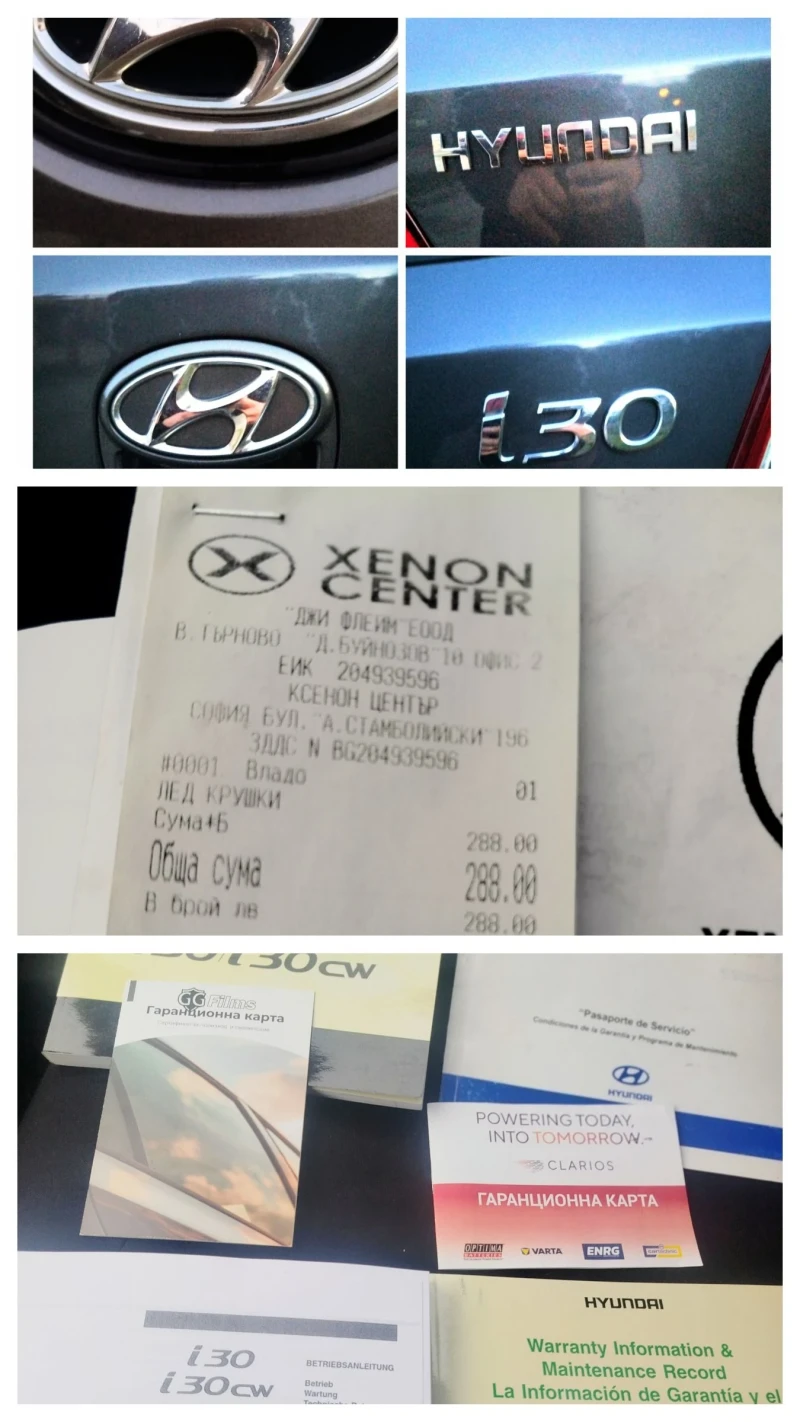 HYUNDAI
i30
XENON
CENTER
"ДЖИ ФЛЕИМ"ЕООД
В.ТЪРНОВО "Д.БУЙНОЗОВ"10 ОФИС 2
ЕИК 204939596
КСЕНОН ЦЕНТЪР
СОФИЯ БУЛ. "А.СТАМБОЛИЙСКИ"196
ЗДДС N BG204939596
#0001 Владо 01
ЛЕД КРУШКИ
Сума+Б 288.00
Обща сума 288.00
В брой лв 288.00
i30cw
GG Films
Гаранционна карта
"Pasaporte de Servicio"
Condiciones de la Garantía y Programa de Mantenimiento
HYUNDAI
POWERING TODAY,
INTO TOMORROW.
CLARIOS
ГАРАНЦИОННА КАРТА
OPTIMA
BATTERIES
VARTA
ENRG
i30
i30cw
BETRIEBSANLEITUNG
Betrieb
Wartung
HYUNDAI
Warranty Information &
Maintenance Record
La Información de Garantía y el